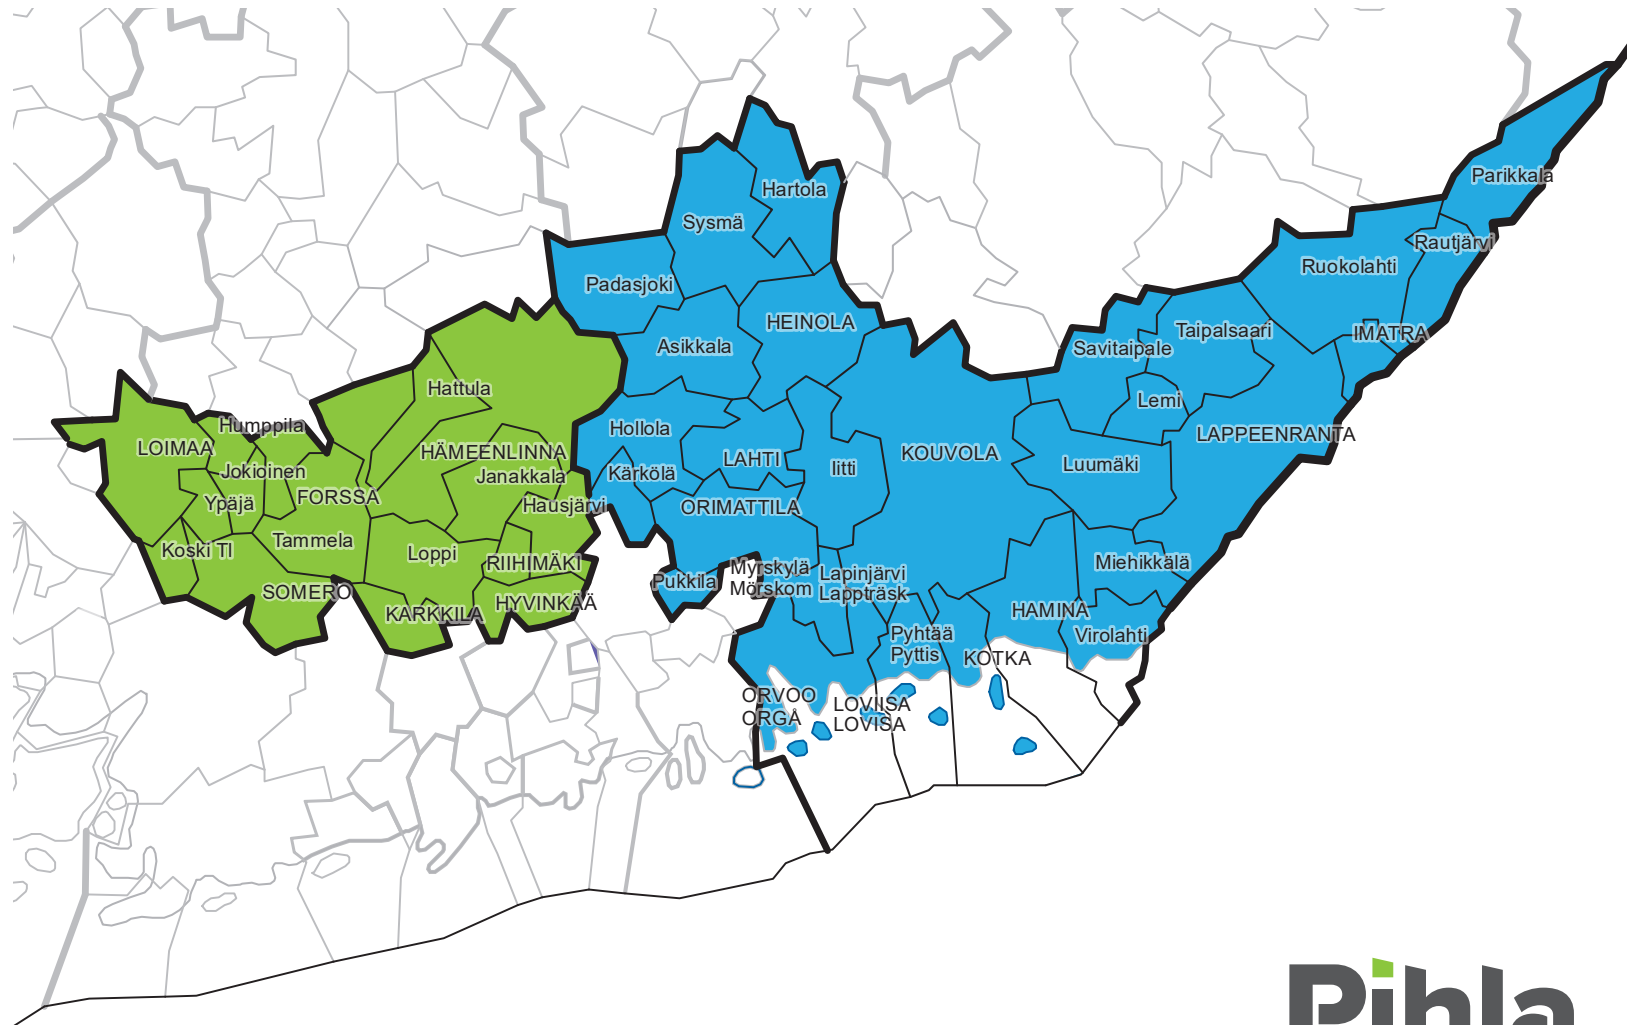 Parikkala
Hartola
Sysmä
Rautjärvi
Ruokolahti
Padasjoki
HEINOLA
Taipalsaari
IMATRA
Asikkala
Savitaipale
Hattula
Lemi
Humppila
Hollola
LAPPEENRANTA
LOIMAA
HÄMEENLINNA
KOUVOLA
LAHTI
Iitti
Luumäki
Jokioinen
Janakkala
Kärkölä
FORSSA
Ypäjä
Hausjärvi
ORIMATTILA
Tammela
Koski Tl
Loppi
RIIHIMÄKI
Miehikkälä
Myrskylä
Mörskom
Lapinjärvi
Lappträsk
Pukkila
SOMERO
HYVINKÄÄ
KARKKILA
HAMINA
Virolahti
Pyhtää
Pyttis
KOTKA
ORVOO
ORGÅ
LOVIISA
LOVISA
Pihla